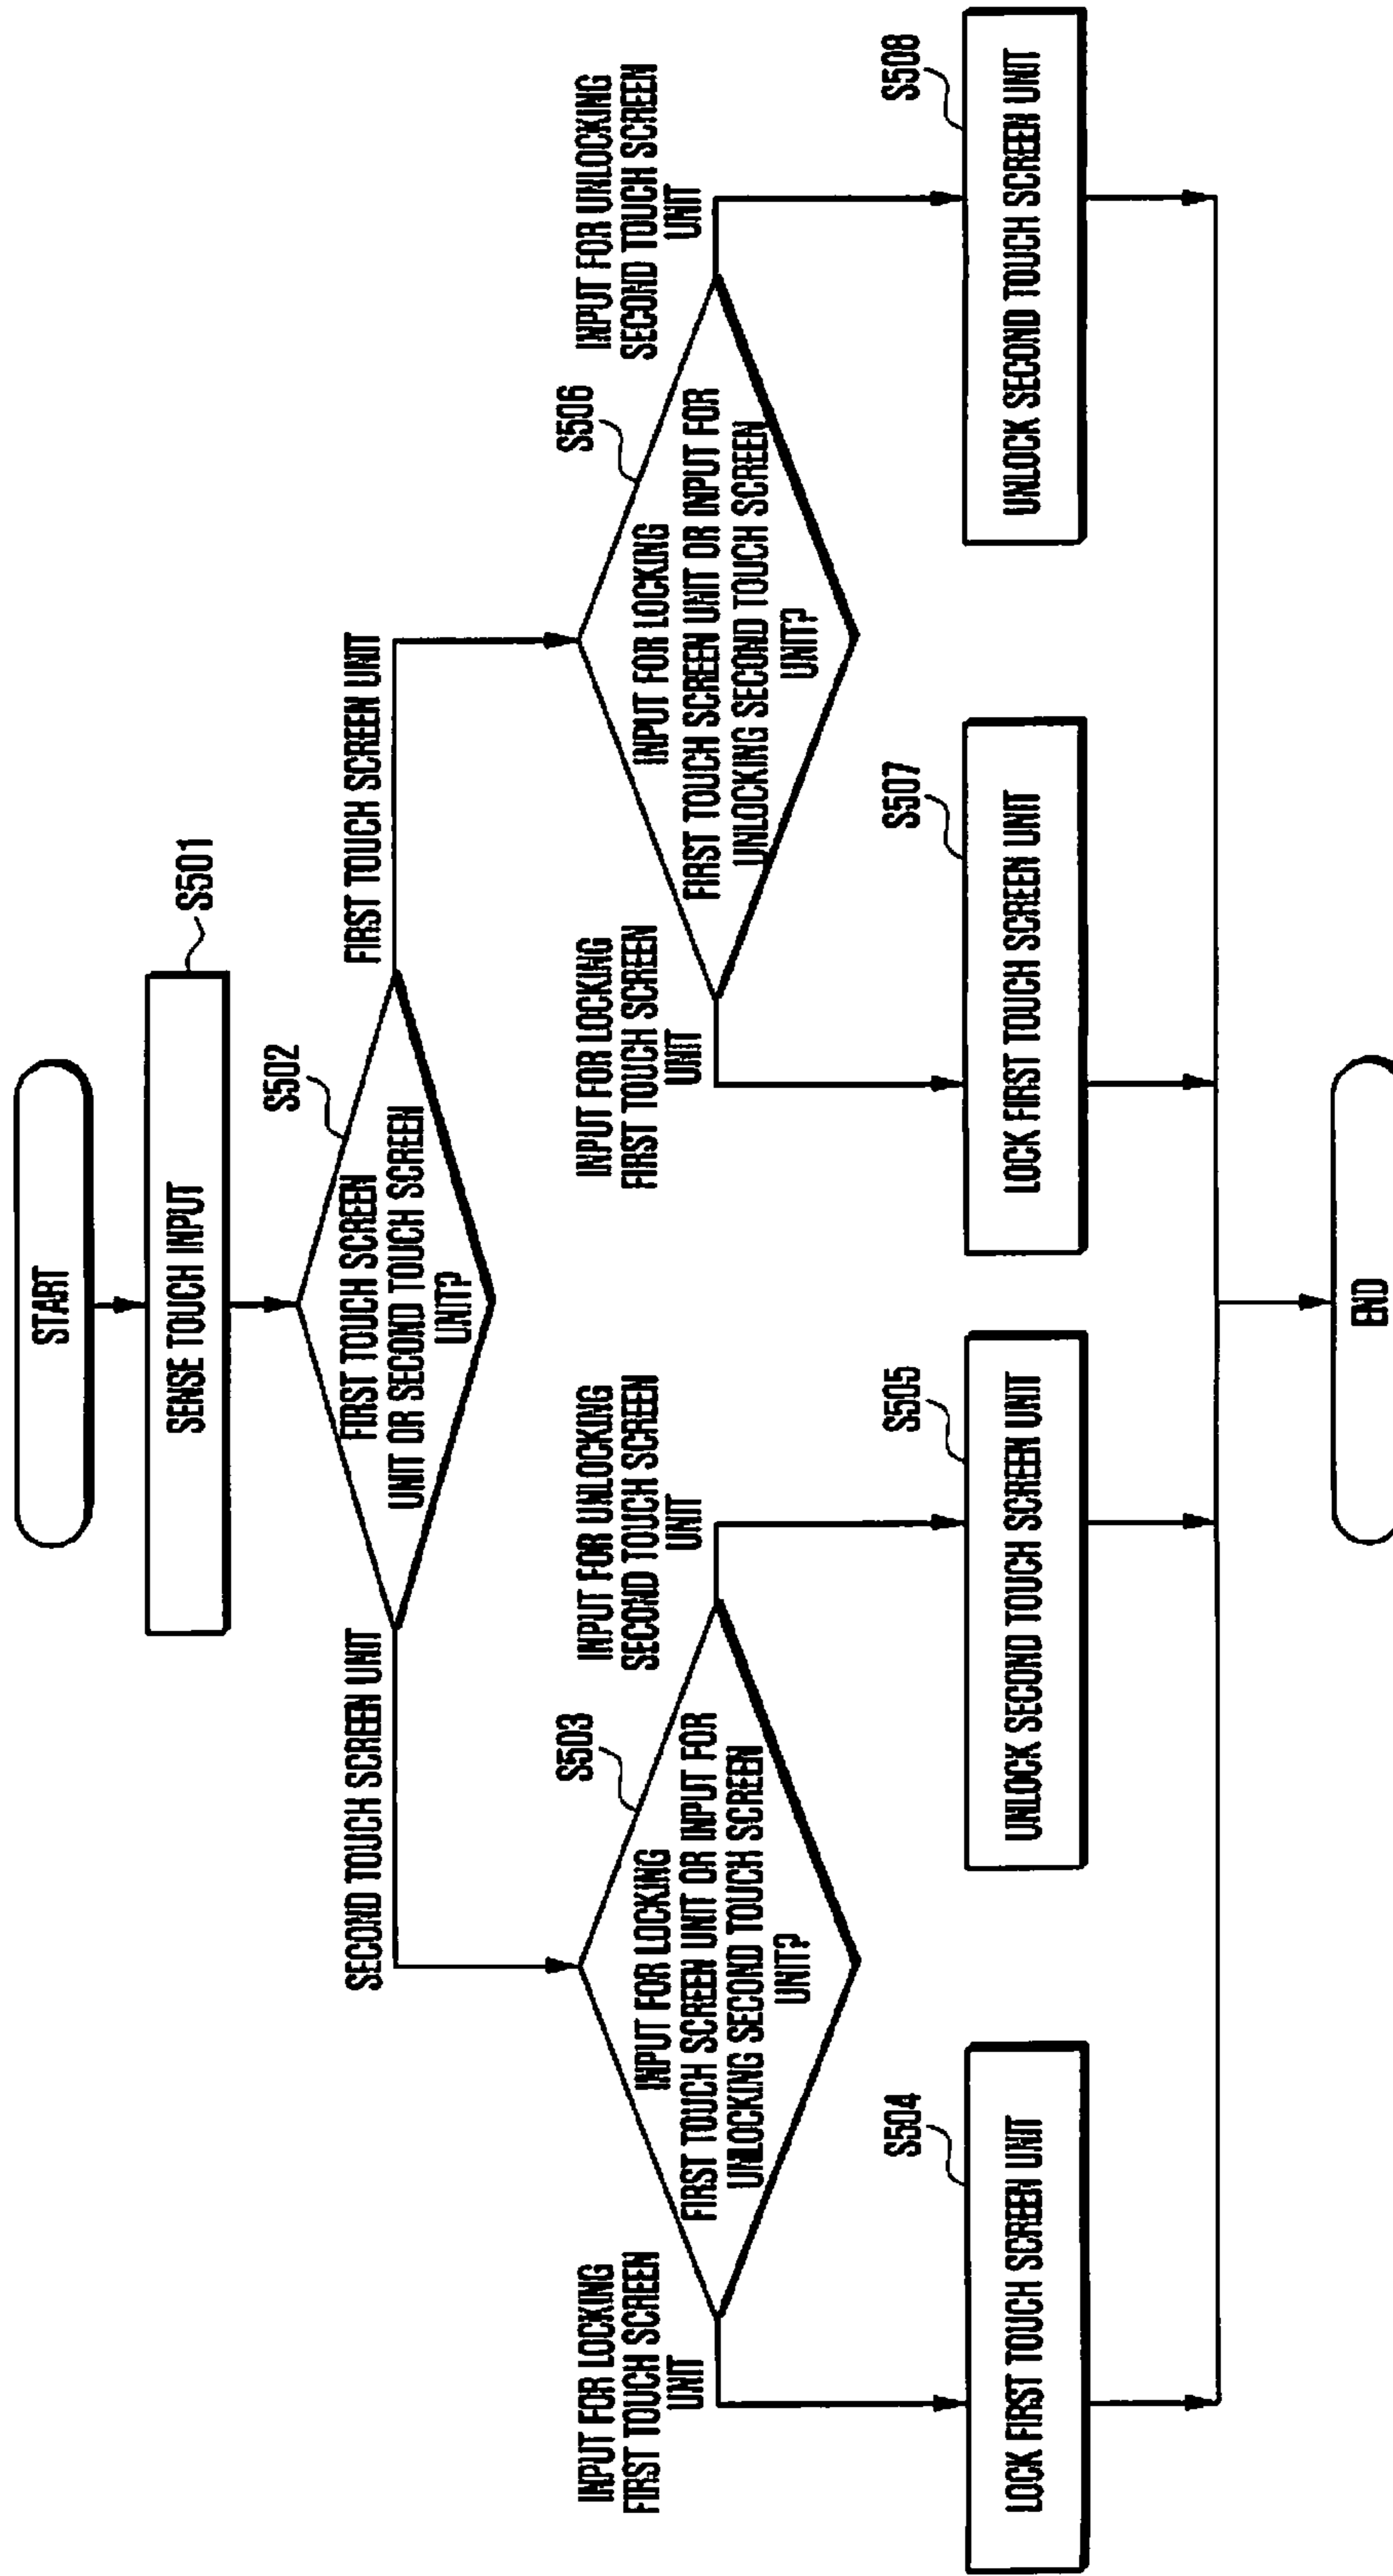 START
S501
SENSE TOUCH INPUT
S502
FIRST TOUCH SCREEN
UNIT OR SECOND TOUCH SCREEN
UNIT?
SECOND TOUCH SCREEN UNIT
FIRST TOUCH SCREEN UNIT
S503
INPUT FOR LOCKING
FIRST TOUCH SCREEN UNIT OR INPUT FOR
UNLOCKING SECOND TOUCH SCREEN
UNIT?
INPUT FOR LOCKING
FIRST TOUCH SCREEN
UNIT
INPUT FOR UNLOCKING
SECOND TOUCH SCREEN
UNIT
S506
INPUT FOR LOCKING
FIRST TOUCH SCREEN UNIT OR INPUT FOR
UNLOCKING SECOND TOUCH SCREEN
UNIT?
INPUT FOR LOCKING
FIRST TOUCH SCREEN
UNIT
INPUT FOR UNLOCKING
SECOND TOUCH SCREEN
UNIT
S504
LOCK FIRST TOUCH SCREEN UNIT
S505
UNLOCK SECOND TOUCH SCREEN UNIT
S507
LOCK FIRST TOUCH SCREEN UNIT
S508
UNLOCK SECOND TOUCH SCREEN UNIT
END